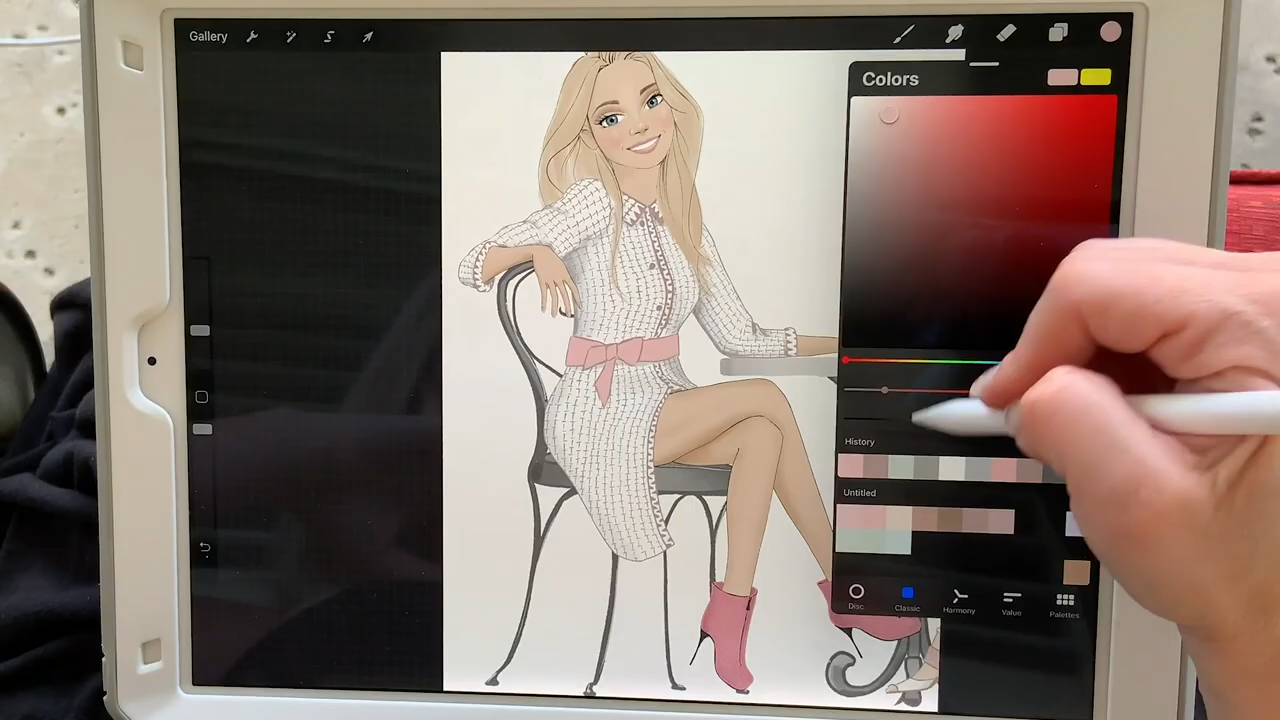 Gallery
Colors
History
Untitled
Disc Classic Harmony Value Palettes